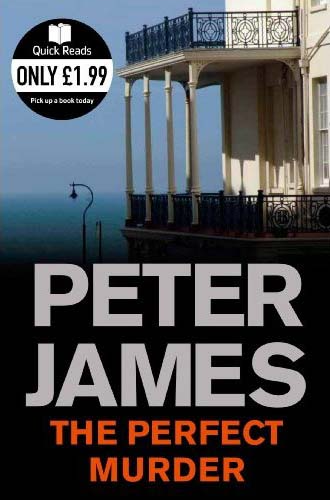 Quick Reads
ONLY £1.99
Pick up a book today
PETER
JAMES
THE PERFECT
MURDER